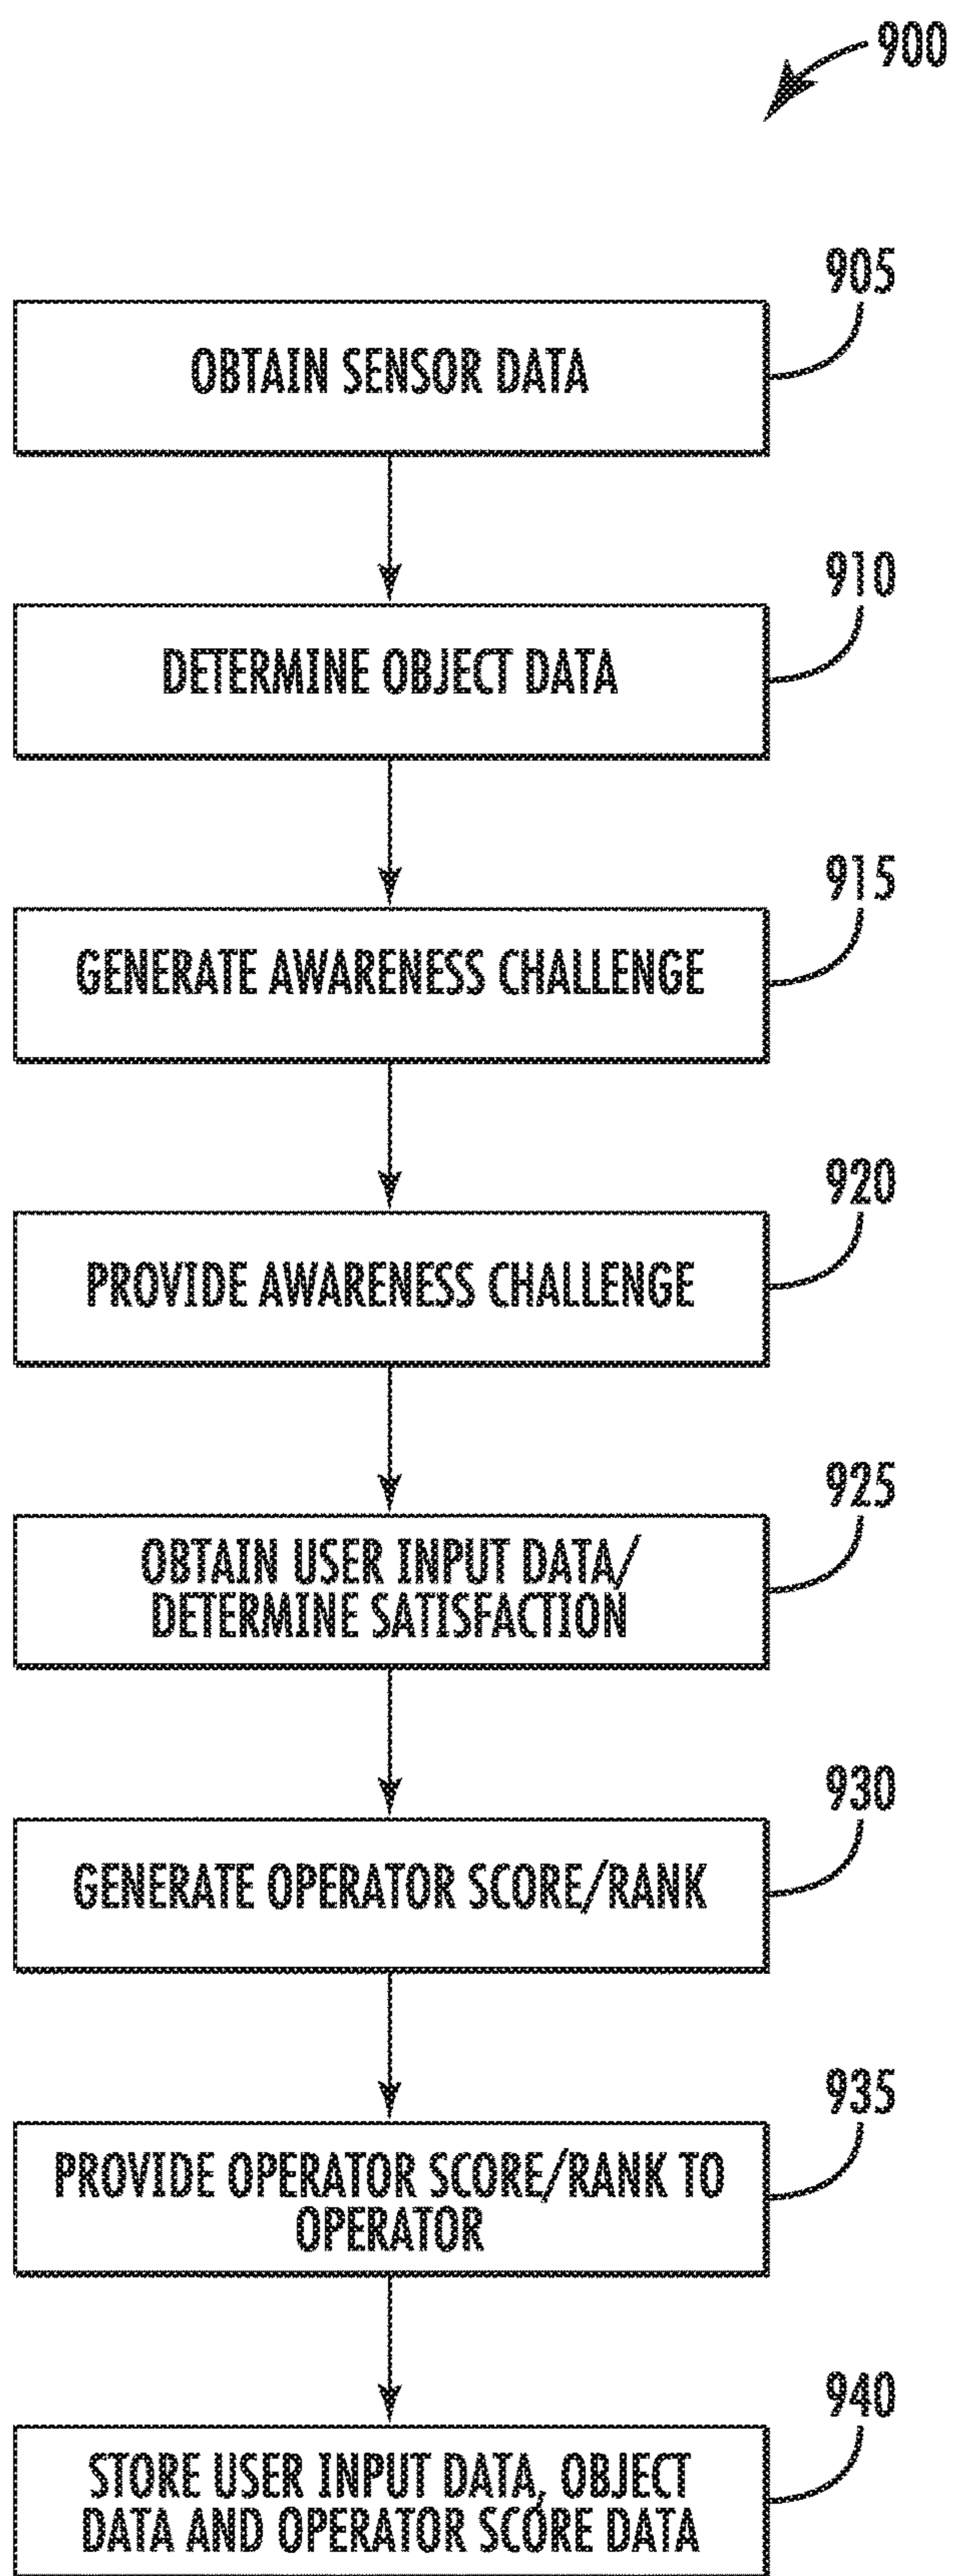 900
905
OBTAIN SENSOR DATA
910
DETERMINE OBJECT DATA
915
GENERATE AWARENESS CHALLENGE
920
PROVIDE AWARENESS CHALLENGE
925
OBTAIN USER INPUT DATA/
DETERMINE SATISFACTION
930
GENERATE OPERATOR SCORE/RANK
935
PROVIDE OPERATOR SCORE/RANK TO
OPERATOR
940
STORE USER INPUT DATA, OBJECT
DATA AND OPERATOR SCORE DATA